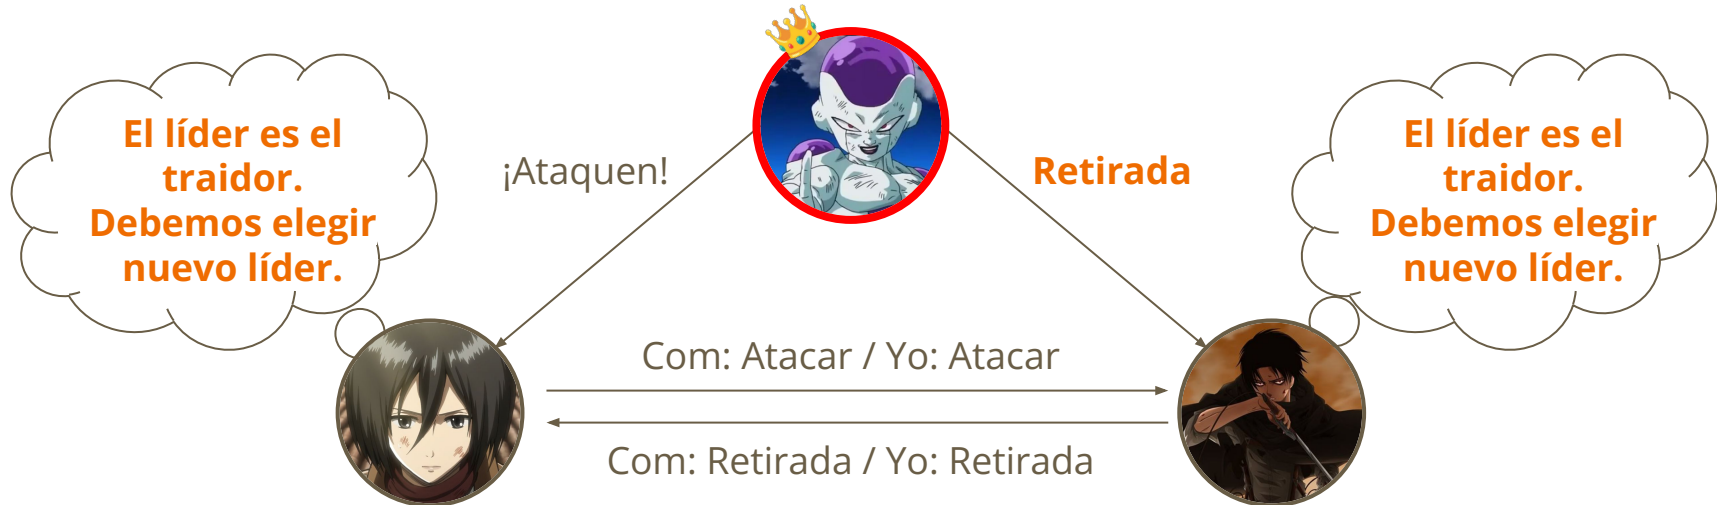 El líder es el
traidor.
Debemos elegir
nuevo líder.
¡Ataquen!
Retirada
El líder es el
traidor.
Debemos elegir
nuevo líder.
Com: Atacar / Yo: Atacar
Com: Retirada / Yo: Retirada